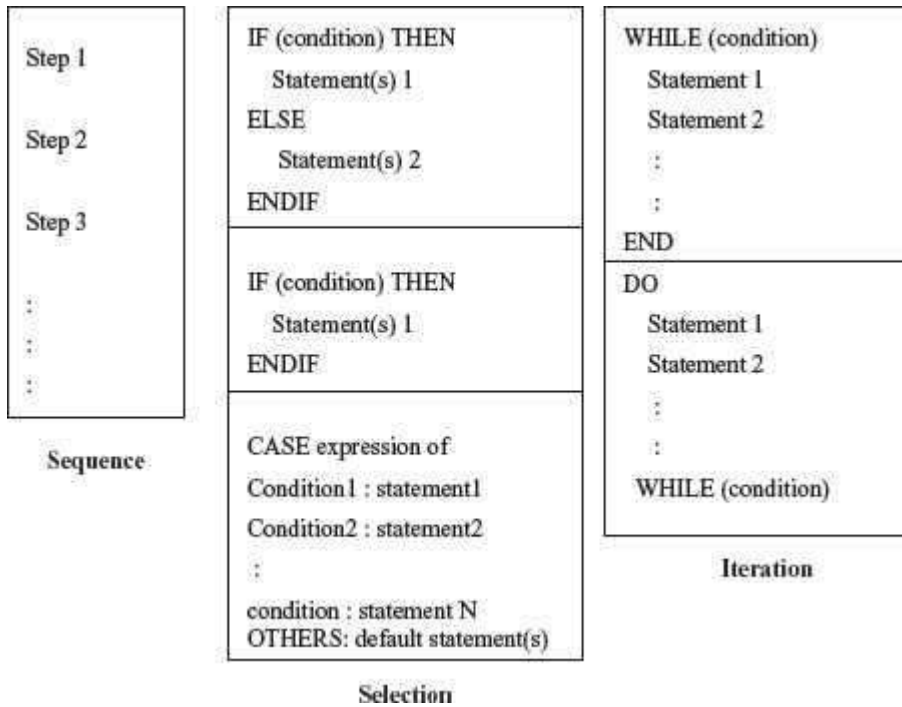 Step 1
Step 2
Step 3
:
:
:
Sequence
IF (condition) THEN
Statement(s) 1
ELSE
Statement(s) 2
ENDIF
IF (condition) THEN
Statement(s) 1
ENDIF
CASE expression of
Condition1 : statement1
Condition2 : statement2
:
condition : statement N
OTHERS: default statement(s)
Selection
WHILE (condition)
Statement 1
Statement 2
:
:
END
DO
Statement 1
Statement 2
:
:
WHILE (condition)
Iteration